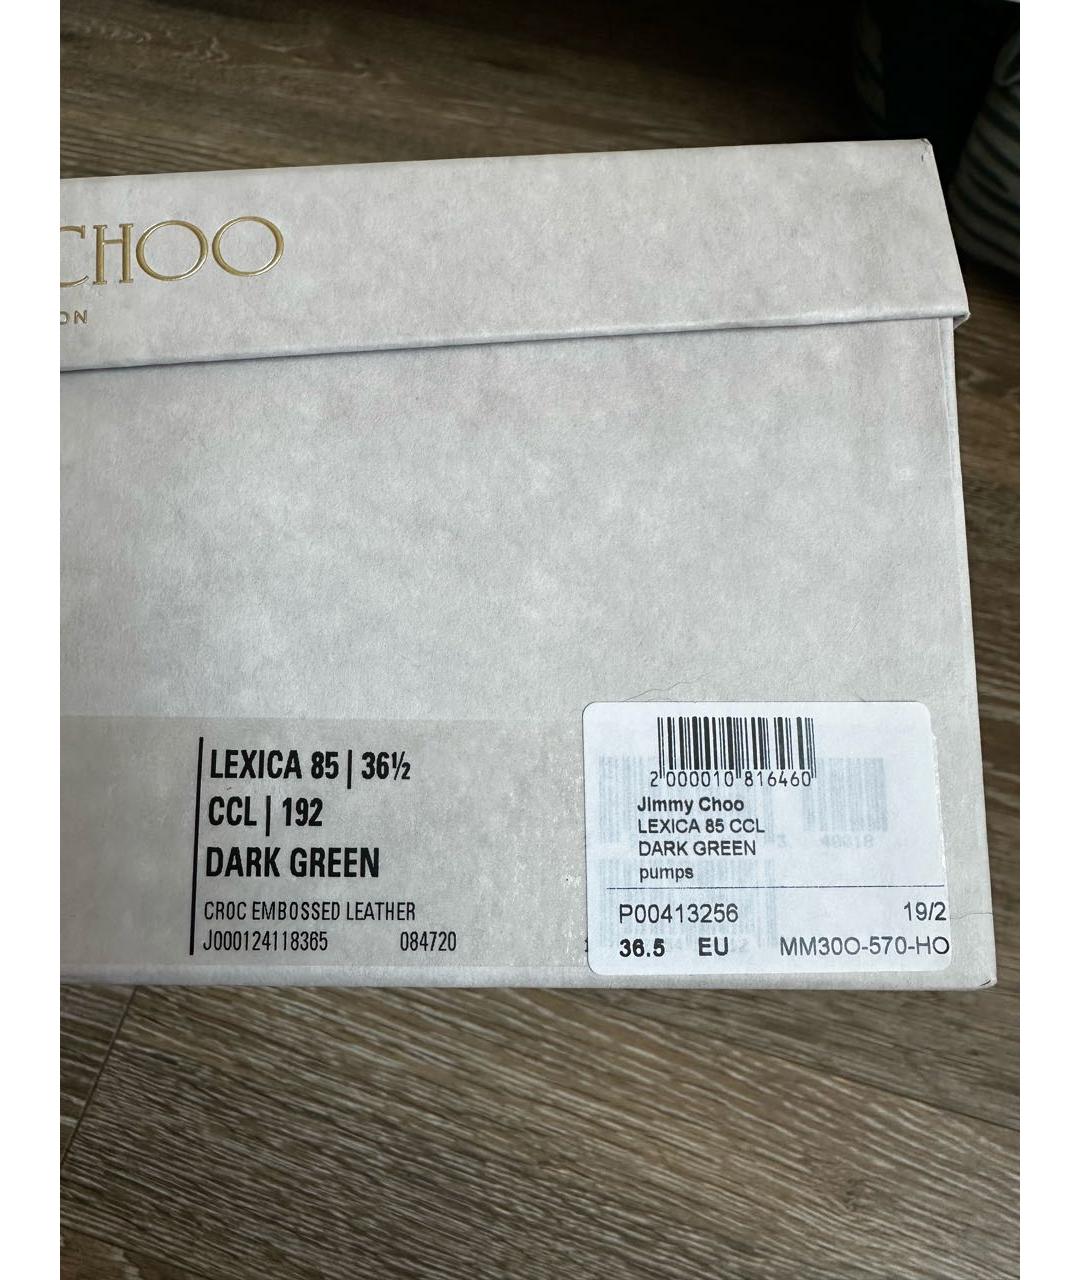 CHOO
ON
LEXICA 85 | 36½
CCL | 192
DARK GREEN
CROC EMBOSSED LEATHER
J000124118365 084720
2 000010 816460
Jimmy Choo
LEXICA 85 CCL
DARK GREEN
pumps
P00413256 19/2
36.5 EU MM30O-570-HO